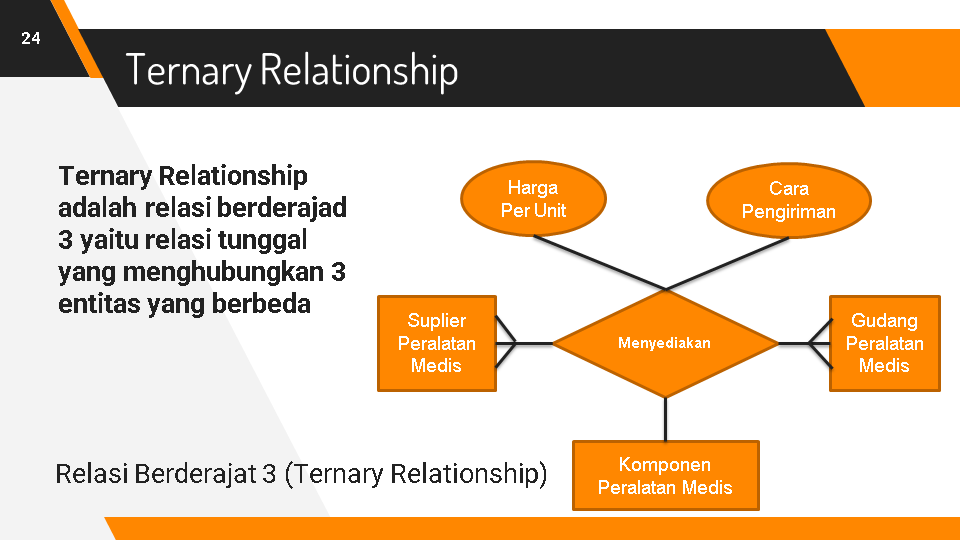 24
Ternary Relationship
Ternary Relationship
adalah relasi berderajad
3 yaitu relasi tunggal
yang menghubungkan 3
entitas yang berbeda
Harga
Per Unit
Cara
Pengiriman
Suplier
Peralatan
Medis
Menyediakan
Gudang
Peralatan
Medis
Komponen
Peralatan Medis
Relasi Berderajat 3 (Ternary Relationship)